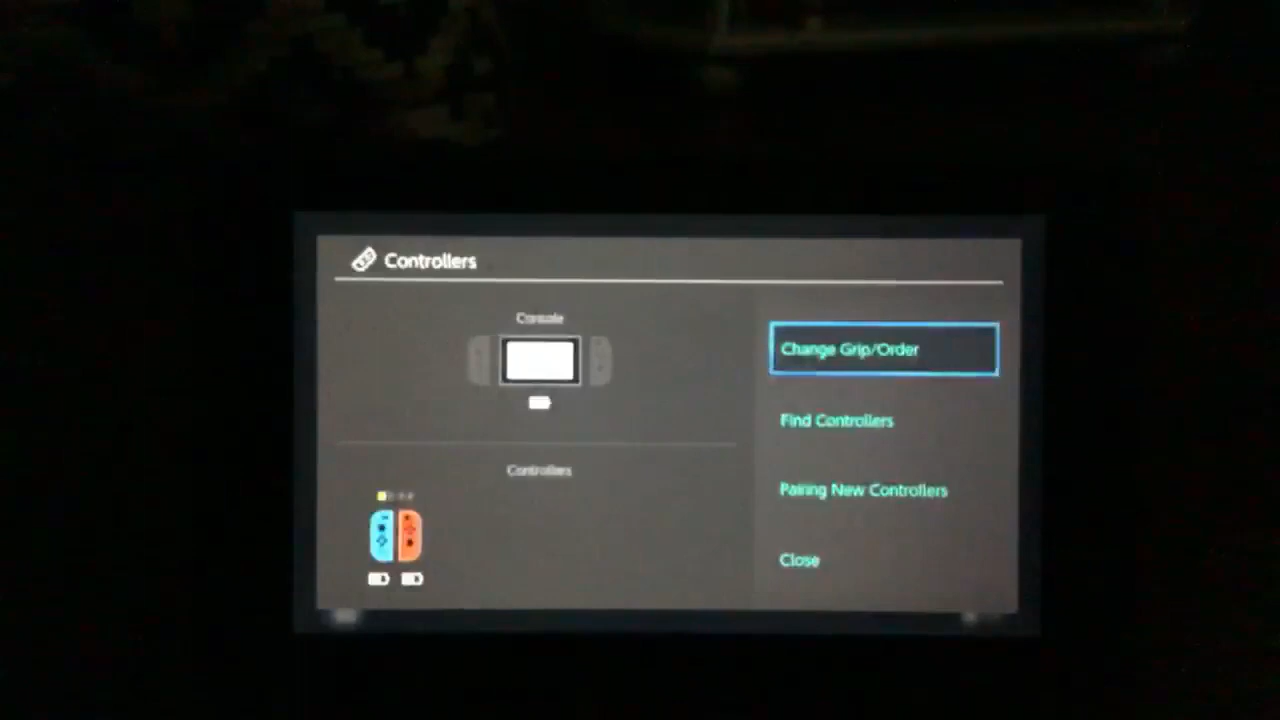 Controllers
Console
Controllers
Change Grip/Order
Find Controllers
Pairing New Controllers
Close